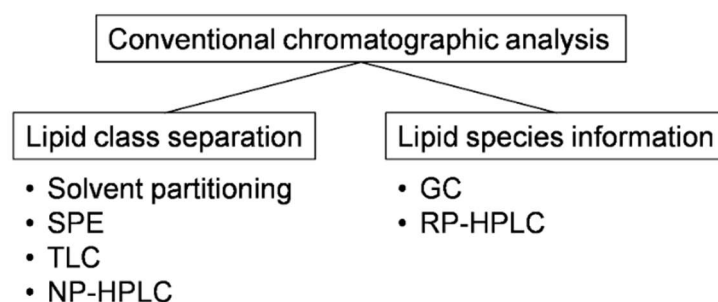 Conventional chromatographic analysis
Lipid class separation
• Solvent partitioning
• SPE
• TLC
• NP-HPLC
Lipid species information
• GC
• RP-HPLC